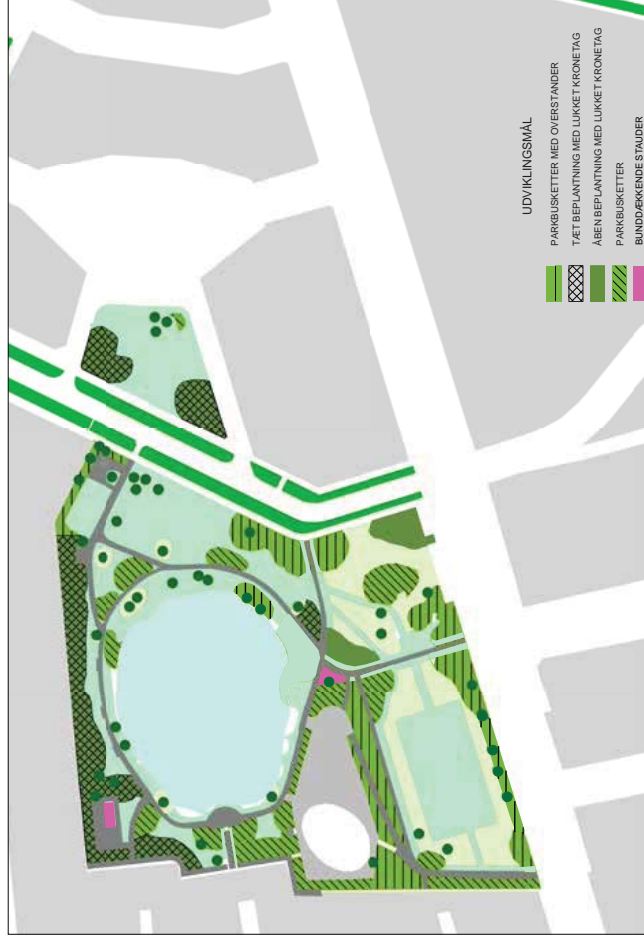 UDVIKLINGSMÅL
PARKBUSKETTER MED OVERSTANDER
TÆT BEPLANTNING MED LUKKET KRONETAG
ÅBEN BEPLANTNING MED LUKKET KRONETAG
PARKBUSKETTER
BUNDDÆKKENDE STAUDER